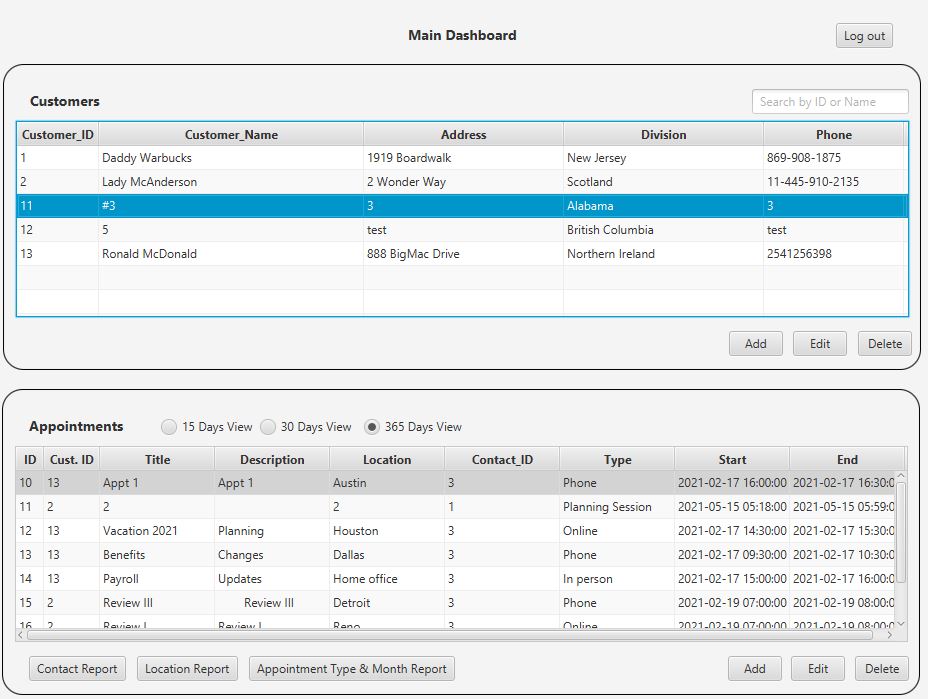 Main Dashboard
Log out
Customers
Search by ID or Name
Customer_ID Customer_Name Address Division Phone
1 Daddy Warbucks 1919 Boardwalk New Jersey 869-908-1875
2 Lady McAnderson 2 Wonder Way Scotland 11-445-910-2135
11 #3 3 Alabama 3
12 5 test British Columbia test
13 Ronald McDonald 888 BigMac Drive Northern Ireland 2541256398
Add Edit Delete
Appointments 15 Days View 30 Days View 365 Days View
ID Cust. ID Title Description Location Contact_ID Type Start End
10 13 Appt 1 Appt 1 Austin 3 Phone 2021-02-17 16:00:00 2021-02-17 16:30:0
11 2 2 2 1 Planning Session 2021-05-15 05:18:00 2021-05-15 05:59:0
12 13 Vacation 2021 Planning Houston 3 Online 2021-02-17 14:30:00 2021-02-17 15:30:0
13 13 Benefits Changes Dallas 3 Phone 2021-02-17 09:30:00 2021-02-17 10:30:0
14 13 Payroll Updates Home office 3 In person 2021-02-17 15:00:00 2021-02-17 16:00:0
15 2 Review III Review III Detroit 3 Phone 2021-02-19 07:00:00 2021-02-19 08:00:0
16 2 Review I Review I Reno 3 Online 2021-02-19 07:00:00 2021-02-19 08:00:0
Contact Report Location Report Appointment Type & Month Report Add Edit Delete